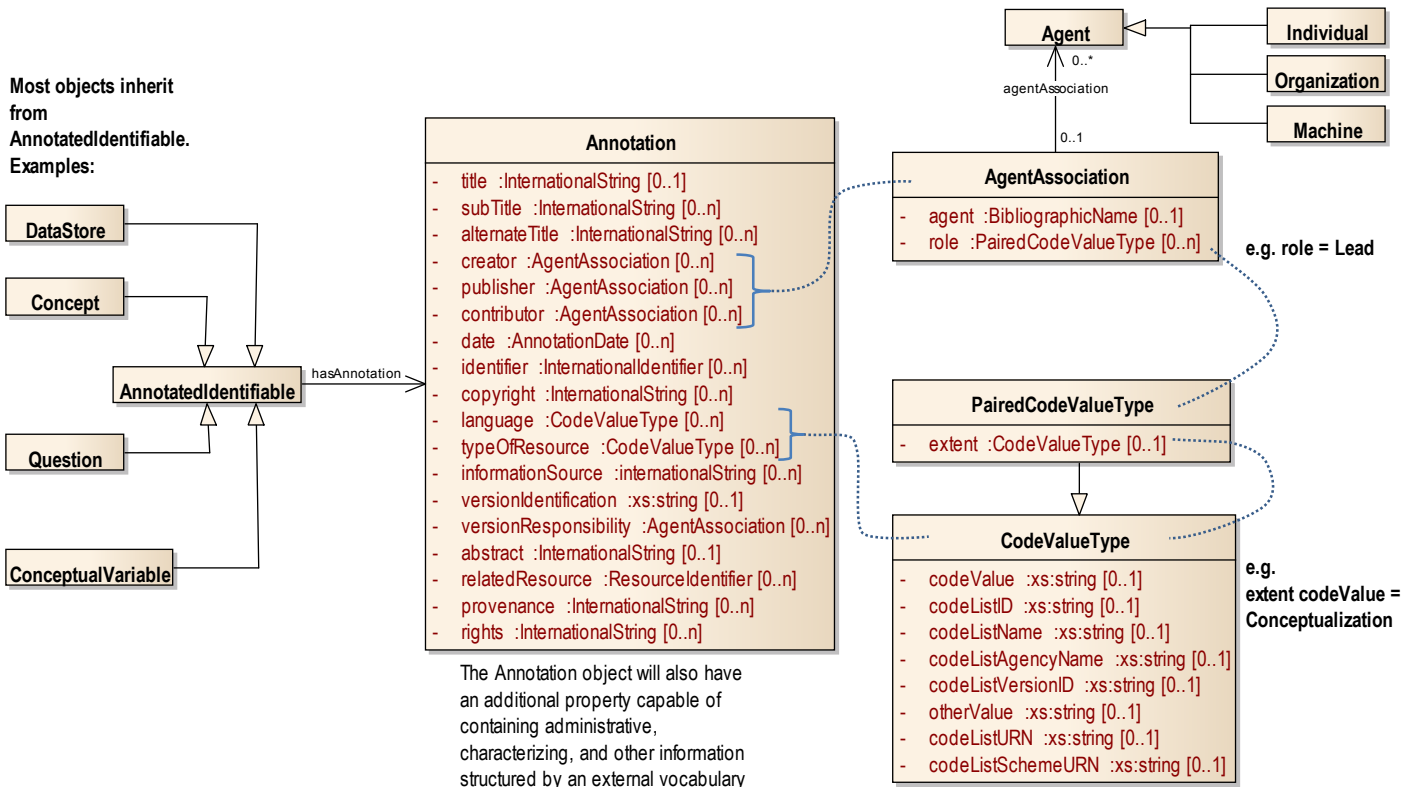 Most objects inherit
from
AnnotatedIdentifiable.
Examples:
DataStore
Concept
AnnotatedIdentifiable
Question
ConceptualVariable
hasAnnotation
Annotation
- title :InternationalString [0..1]
- subTitle :InternationalString [0..n]
- alternateTitle :InternationalString [0..n]
- creator :AgentAssociation [0..n]
- publisher :AgentAssociation [0..n]
- contributor :AgentAssociation [0..n]
- date :AnnotationDate [0..n]
- identifier :InternationalIdentifier [0..n]
- copyright :InternationalString [0..n]
- language :CodeValueType [0..n]
- typeOfResource :CodeValueType [0..n]
- informationSource :internationalString [0..n]
- versionIdentification :xs:string [0..1]
- versionResponsibility :AgentAssociation [0..n]
- abstract :InternationalString [0..1]
- relatedResource :ResourceIdentifier [0..n]
- provenance :InternationalString [0..n]
- rights :InternationalString [0..n]
The Annotation object will also have
an additional property capable of
containing administrative,
characterizing, and other information
structured by an external vocabulary
Agent
Individual
Organization
Machine
0..*
agentAssociation
0..1
AgentAssociation
- agent :BibliographicName [0..1]
- role :PairedCodeValueType [0..n]
e.g. role = Lead
PairedCodeValueType
- extent :CodeValueType [0..1]
CodeValueType
- codeValue :xs:string [0..1]
- codeListID :xs:string [0..1]
- codeListName :xs:string [0..1]
- codeListAgencyName :xs:string [0..1]
- codeListVersionID :xs:string [0..1]
- otherValue :xs:string [0..1]
- codeListURN :xs:string [0..1]
- codeListSchemeURN :xs:string [0..1]
e.g.
extent codeValue =
Conceptualization